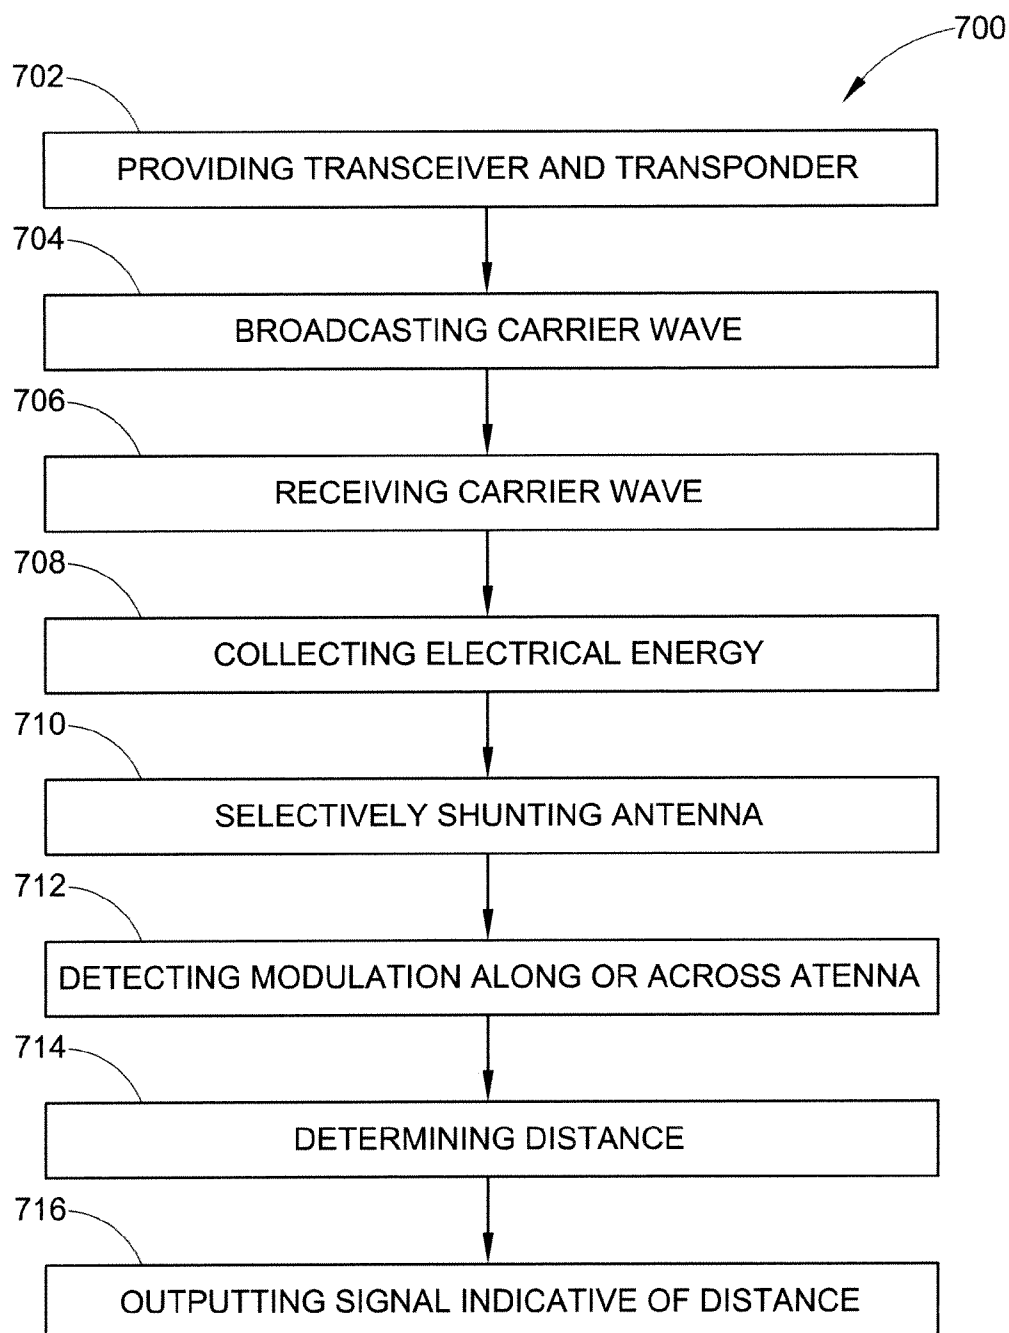 700
702
PROVIDING TRANSCEIVER AND TRANSPONDER
704
BROADCASTING CARRIER WAVE
706
RECEIVING CARRIER WAVE
708
COLLECTING ELECTRICAL ENERGY
710
SELECTIVELY SHUNTING ANTENNA
712
DETECTING MODULATION ALONG OR ACROSS ATENNA
714
DETERMINING DISTANCE
716
OUTPUTTING SIGNAL INDICATIVE OF DISTANCE